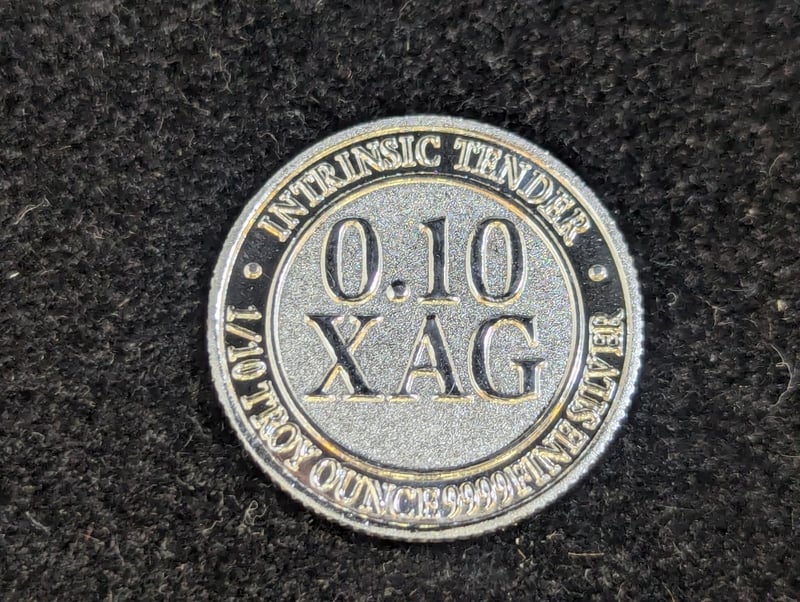 INTRINSIC TENDER
0.10
XAG
1/10 TROY OUNCE 9999 FINE SILVER